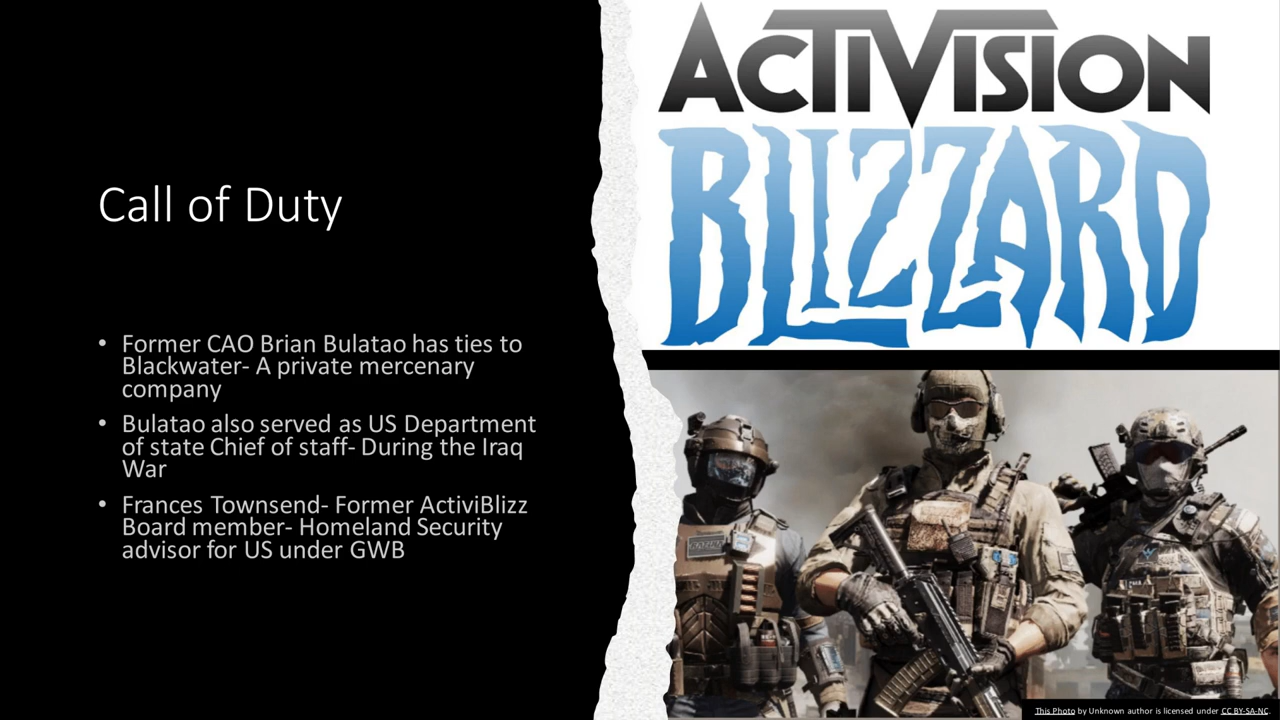 Call of Duty
• Former CAO Brian Bulatao has ties to
Blackwater- A private mercenary
company
• Bulatao also served as US Department
of state Chief of staff- During the Iraq
War
• Frances Townsend- Former ActiviBlizz
Board member- Homeland Security
advisor for US under GWB
ACTIVISION
BLIZZARD
This Photo by Unknown author is licensed under CC BY-SA-NC.